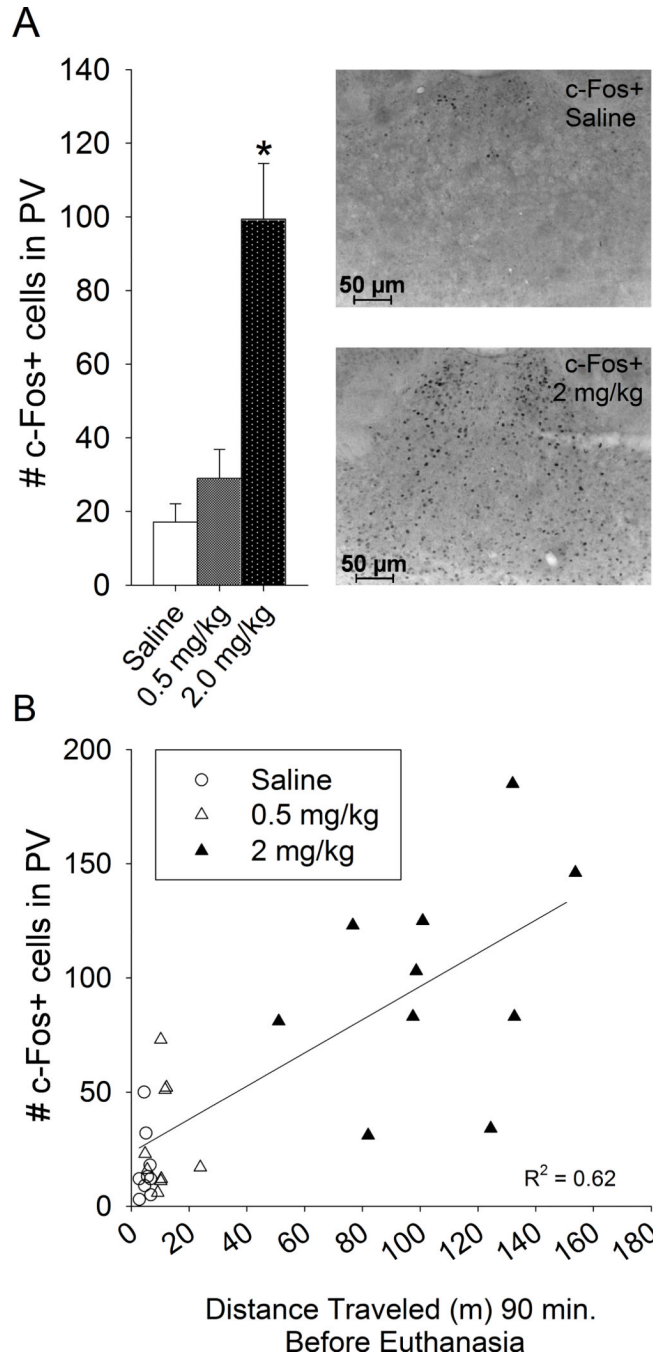 A
140
120
100
80
60
40
20
0
# c-Fos+ cells in PV
*
Saline
0.5 mg/kg
2.0 mg/kg
c-Fos+
Saline
50 µm
c-Fos+
2 mg/kg
50 µm
B
200
150
100
50
0
# c-Fos+ cells in PV
Saline
0.5 mg/kg
2 mg/kg
R² = 0.62
0 20 40 60 80 100 120 140 160 180
Distance Traveled (m) 90 min.
Before Euthanasia